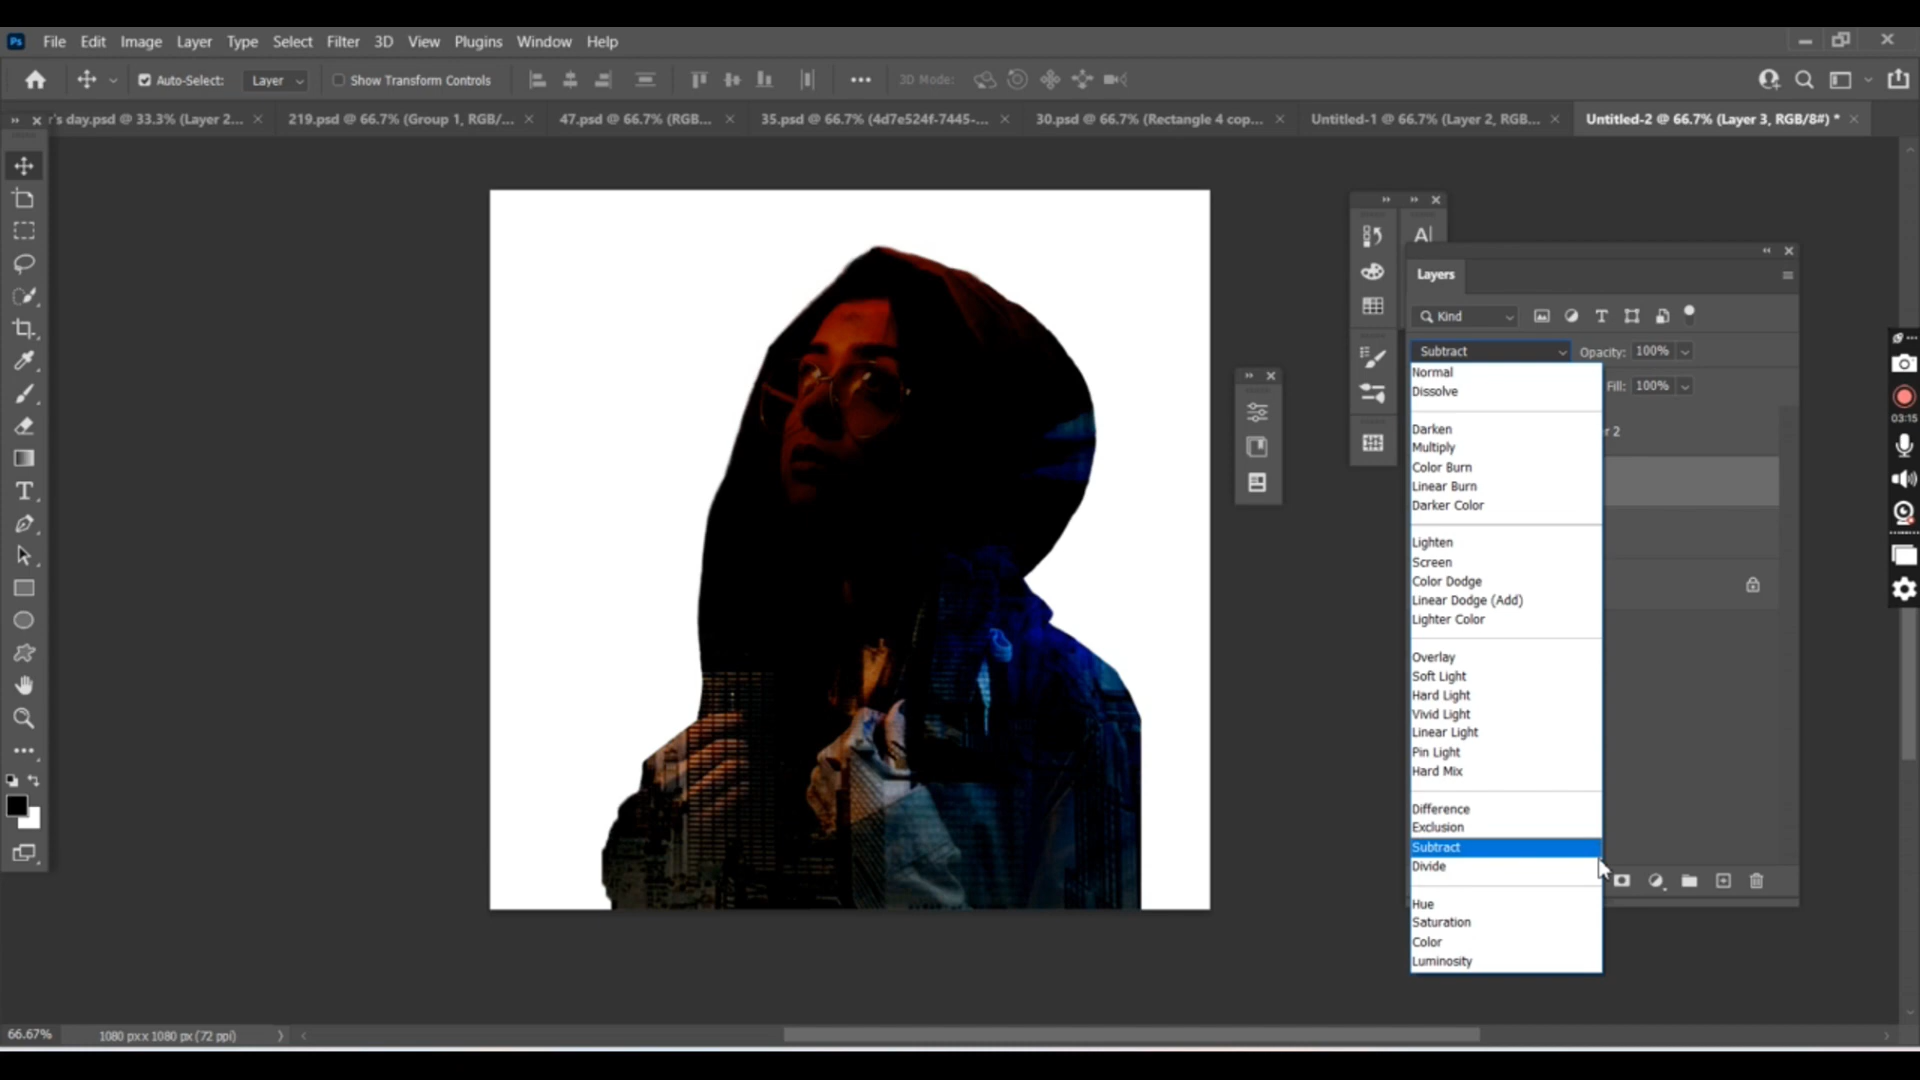 Ps File Edit Image Layer Type Select Filter 3D View Plugins Window Help
Auto-Select: Layer Show Transform Controls 3D Mode:
r's day.psd @ 33.3% (Layer 2... 219.psd @ 66.7% (Group 1, RGB/... 47.psd @ 66.7% (RGB... 35.psd @ 66.7% (4d7e524f-7445-... 30.psd @ 66.7% (Rectangle 4 cop... Untitled-1 @ 66.7% (Layer 2, RGB... Untitled-2 @ 66.7% (Layer 3, RGB/8#) *
Layers
Kind
Subtract Opacity: 100%
Fill: 100%
r 2
Normal
Dissolve
Darken
Multiply
Color Burn
Linear Burn
Darker Color
Lighten
Screen
Color Dodge
Linear Dodge (Add)
Lighter Color
Overlay
Soft Light
Hard Light
Vivid Light
Linear Light
Pin Light
Hard Mix
Difference
Exclusion
Subtract
Divide
Hue
Saturation
Color
Luminosity
03:15
66.67% 1080 px x 1080 px (72 ppi)